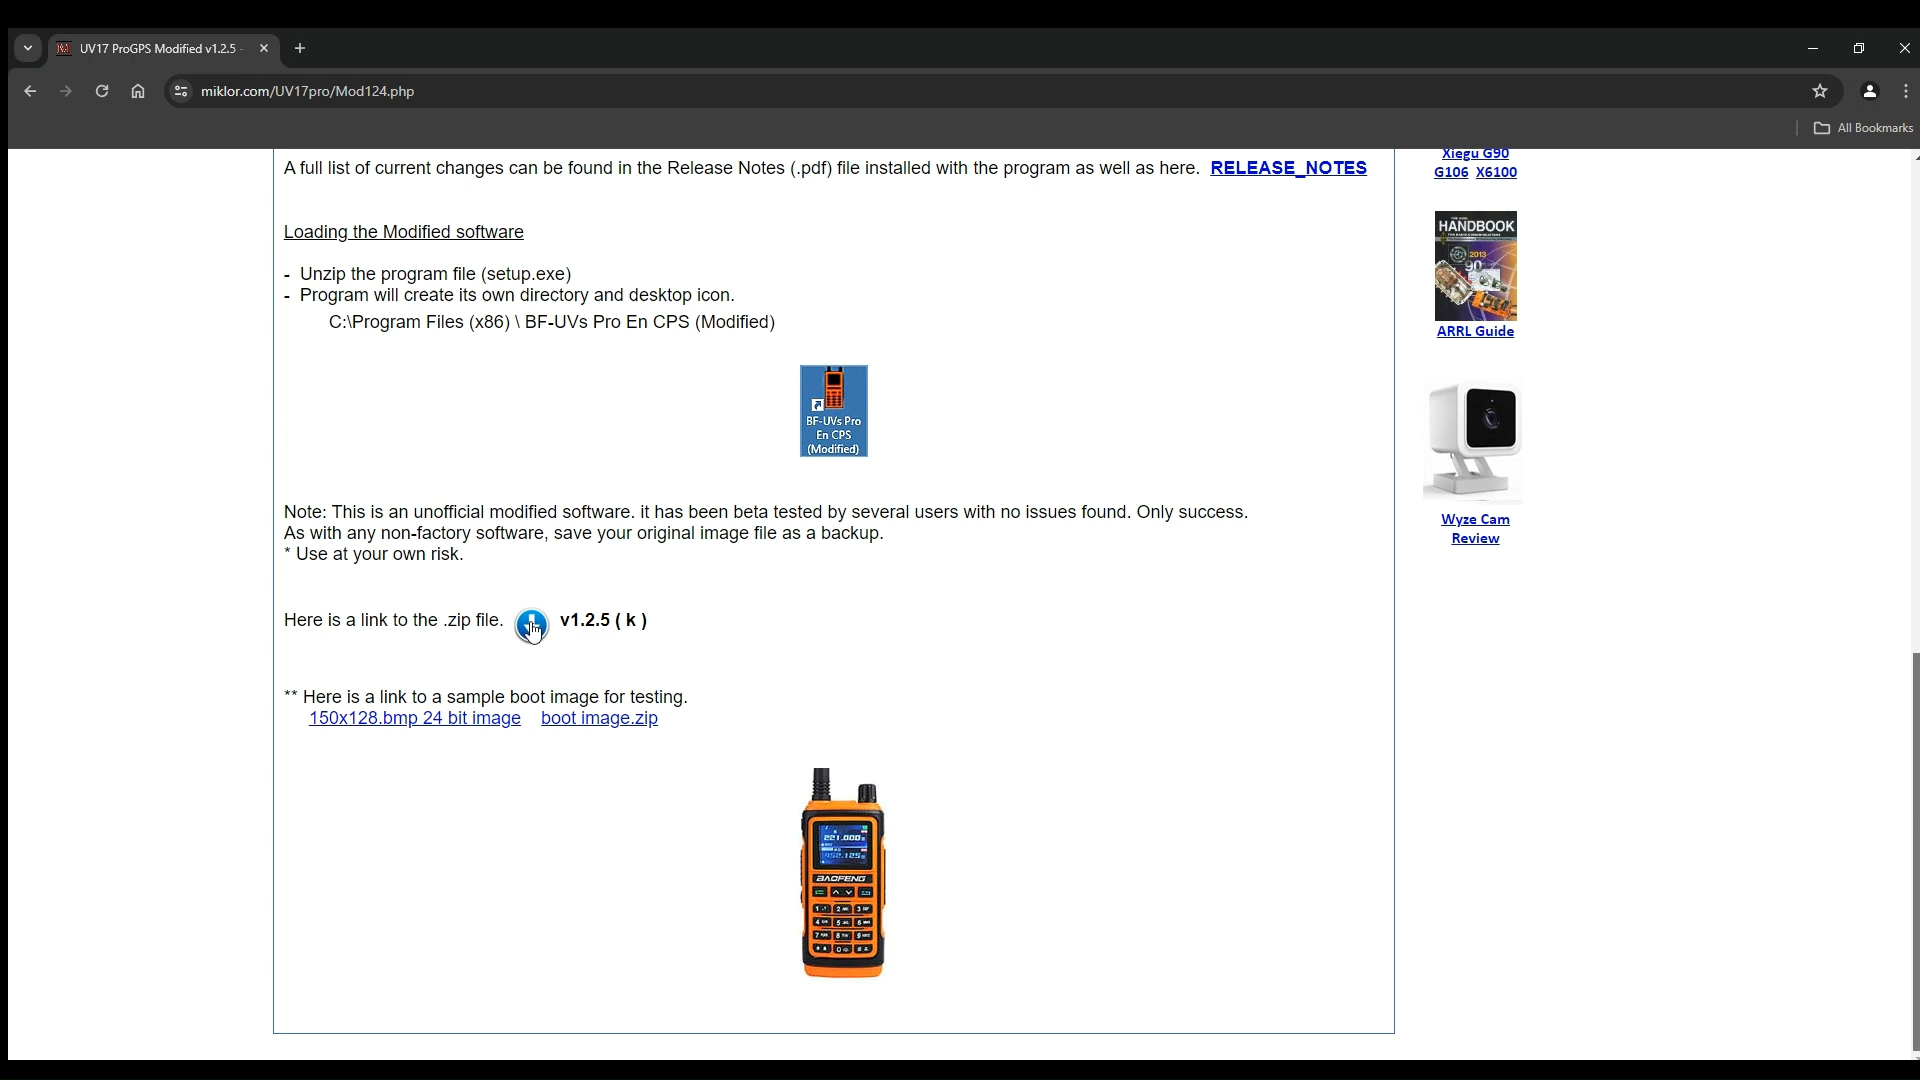 UV17 ProGPS Modified v1.2.5 -
miklor.com/UV17pro/Mod124.php
All Bookmarks
A full list of current changes can be found in the Release Notes (.pdf) file installed with the program as well as here. RELEASE_NOTES
Loading the Modified software
- Unzip the program file (setup.exe)
- Program will create its own directory and desktop icon.
C:\Program Files (x86) \ BF-UVs Pro En CPS (Modified)
BF-UVs Pro
En CPS
(Modified)
Note: This is an unofficial modified software. it has been beta tested by several users with no issues found. Only success.
As with any non-factory software, save your original image file as a backup.
* Use at your own risk.
Here is a link to the .zip file. v1.2.5 ( k )
** Here is a link to a sample boot image for testing.
150x128.bmp 24 bit image boot image.zip
221.000
452.125
BAOFENG
Xiegu G90
G106 X6100
HANDBOOK
2013
90
ARRL Guide
Wyze Cam
Review